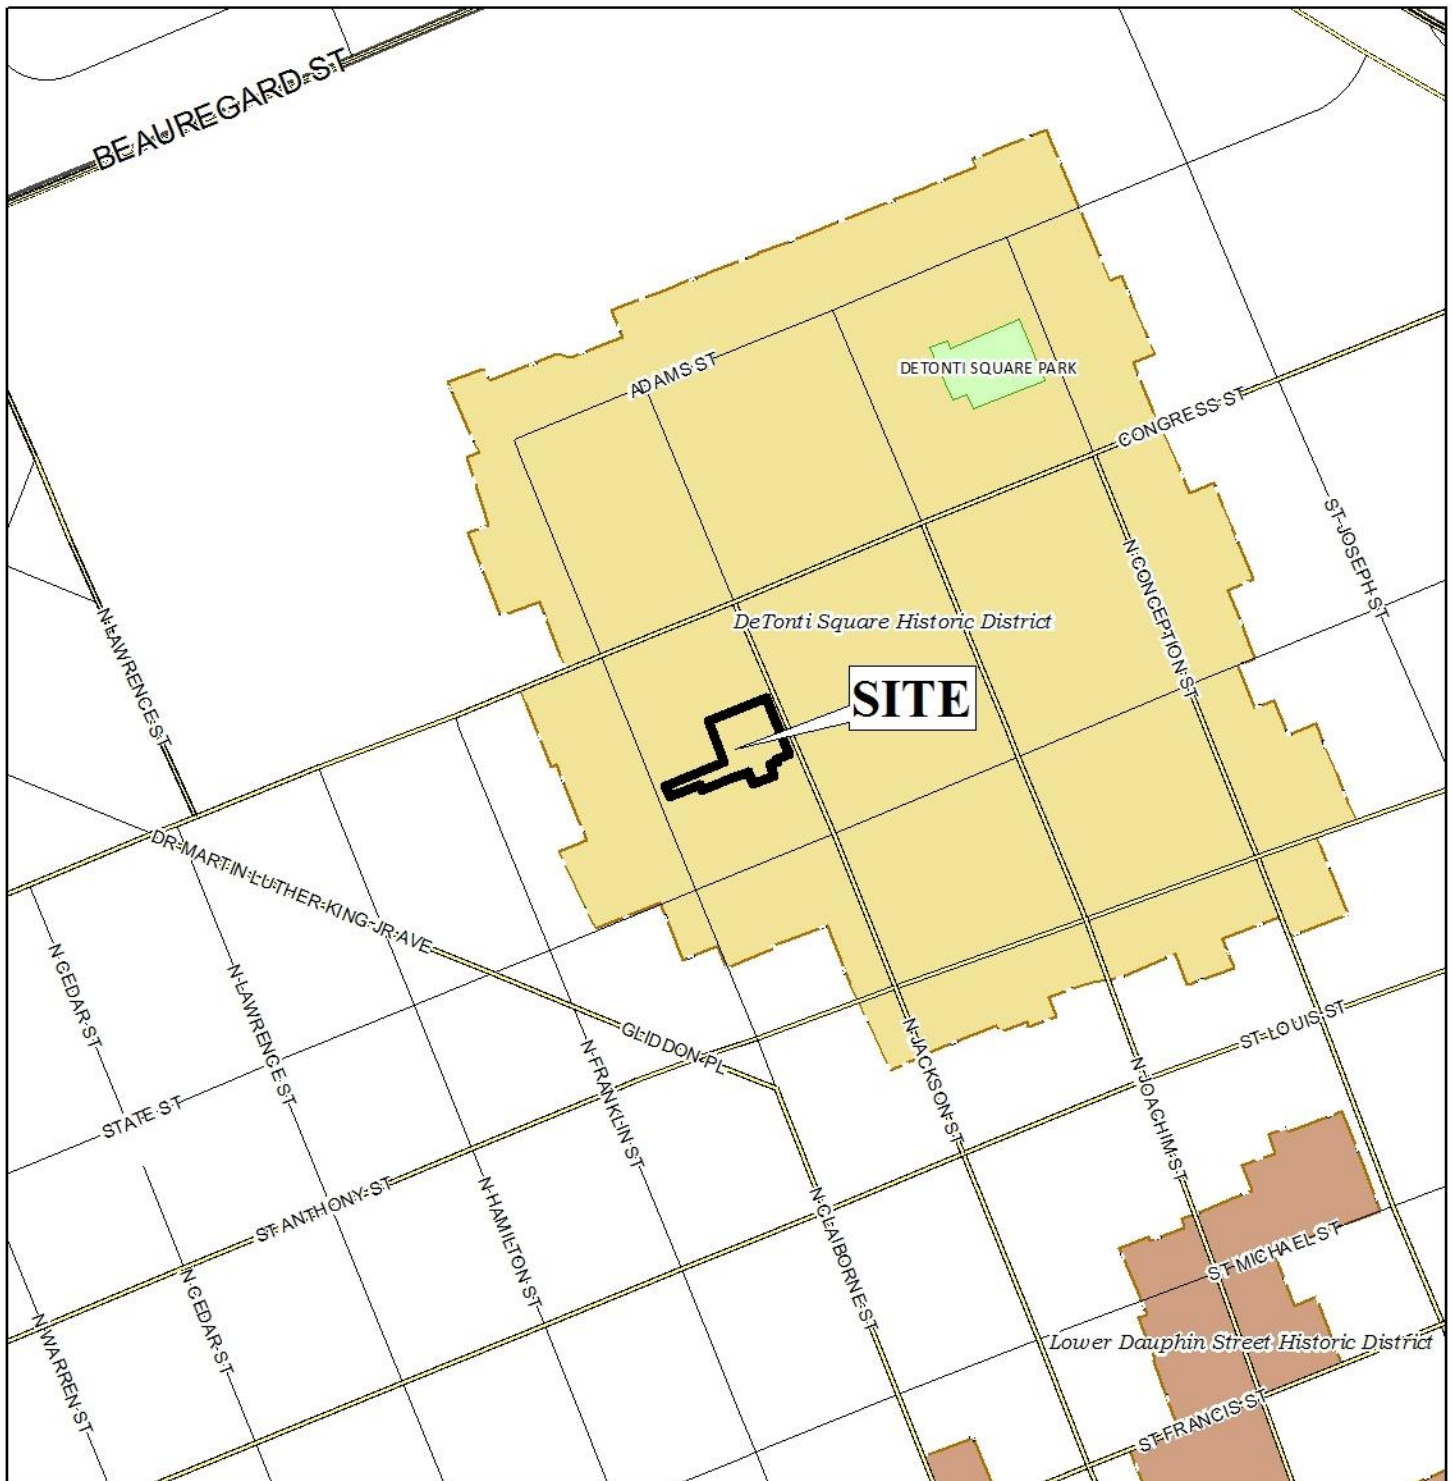 BEAUREGARD ST
ADAMS ST
DETONTI SQUARE PARK
CONGRESS ST
ST JOSEPH ST
N CONCEPTION ST
DeTonti Square Historic District
N LAWRENCE ST
SITE
DR MARTIN LUTHER KING JR AVE
N CEDAR ST
N LAWRENCE ST
GLIDDON PL
N FRANKLIN ST
N JACKSON ST
ST LOUIS ST
N JOACHIM ST
STATE ST
ST ANTHONY ST
N HAMILTON ST
N CLAIBORNE ST
ST MICHAEL ST
N CEDAR ST
N WARREN ST
Lower Dauphin Street Historic District
ST FRANCIS ST